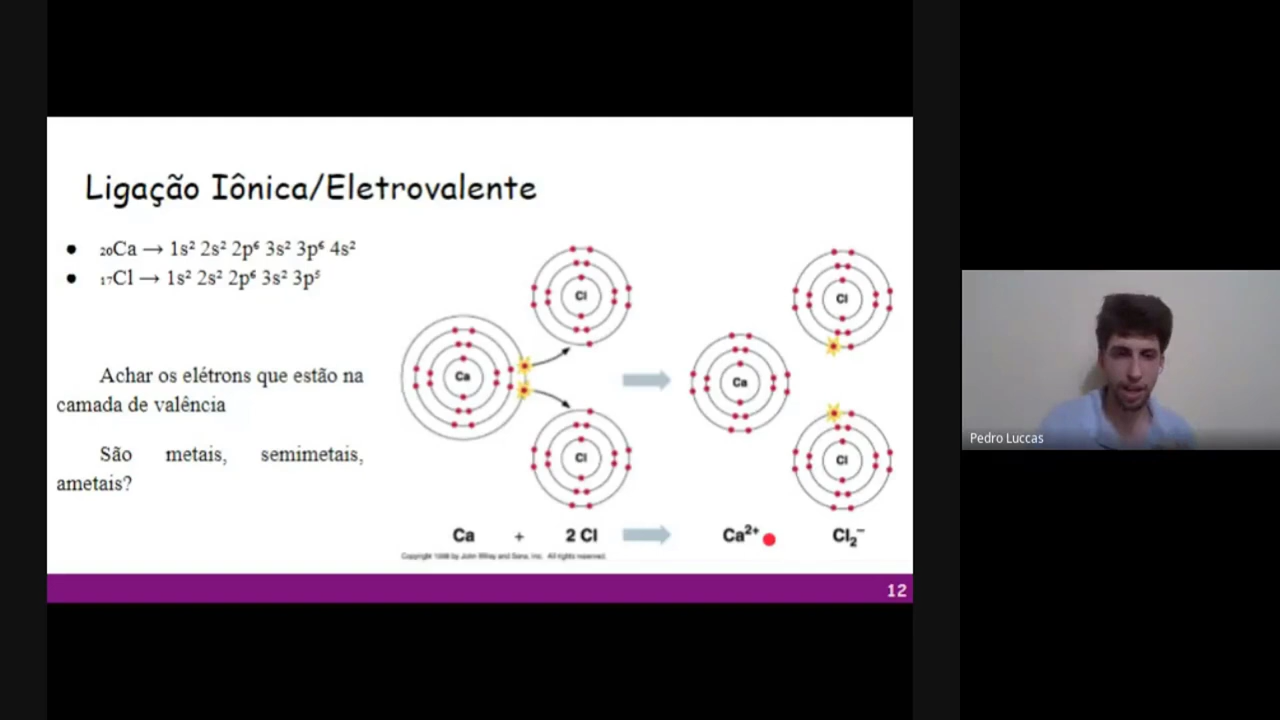 Ligação Iônica/Eletrovalente
● ₂₀Ca → 1s² 2s² 2p⁶ 3s² 3p⁶ 4s²
● ₁₇Cl → 1s² 2s² 2p⁶ 3s² 3p⁵
Achar os elétrons que estão na
camada de valência
São metais, semimetais,
ametais?
Cl
Cl
Ca
Ca
Cl
Cl
Ca + 2 Cl
Ca²⁺ Cl₂⁻
Copyright 1998 by John Wiley and Sons, Inc. All rights reserved.
12
Pedro Luccas